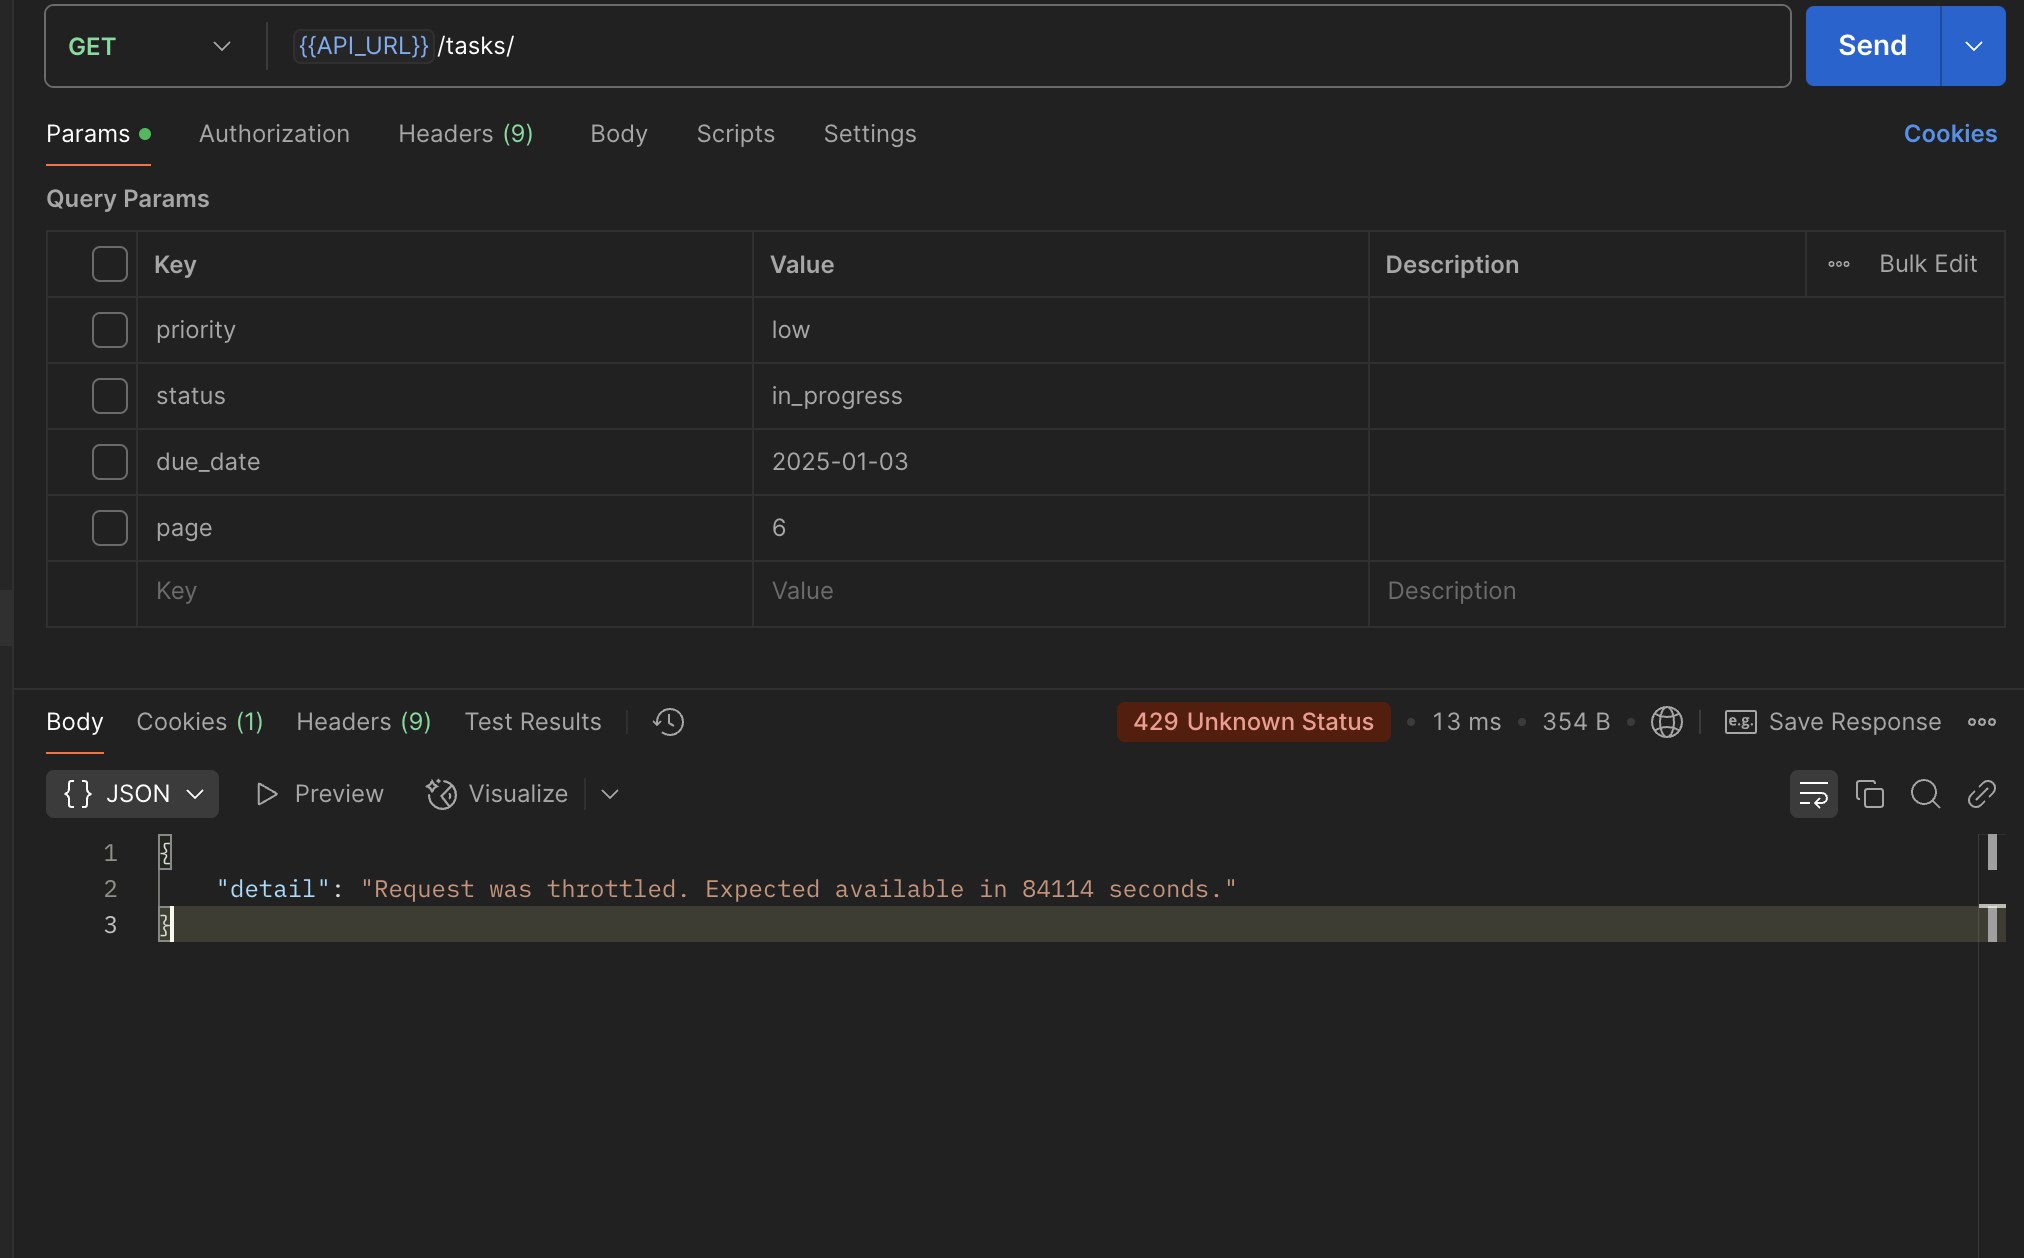 GET {{API_URL}}/tasks/ Send
Params Authorization Headers (9) Body Scripts Settings Cookies
Query Params
Key Value Description Bulk Edit
priority low
status in_progress
due_date 2025-01-03
page 6
Key Value Description
Body Cookies (1) Headers (9) Test Results 429 Unknown Status • 13 ms • 354 B • e.g. Save Response
{} JSON Preview Visualize
1 {
2 "detail": "Request was throttled. Expected available in 84114 seconds."
3 }